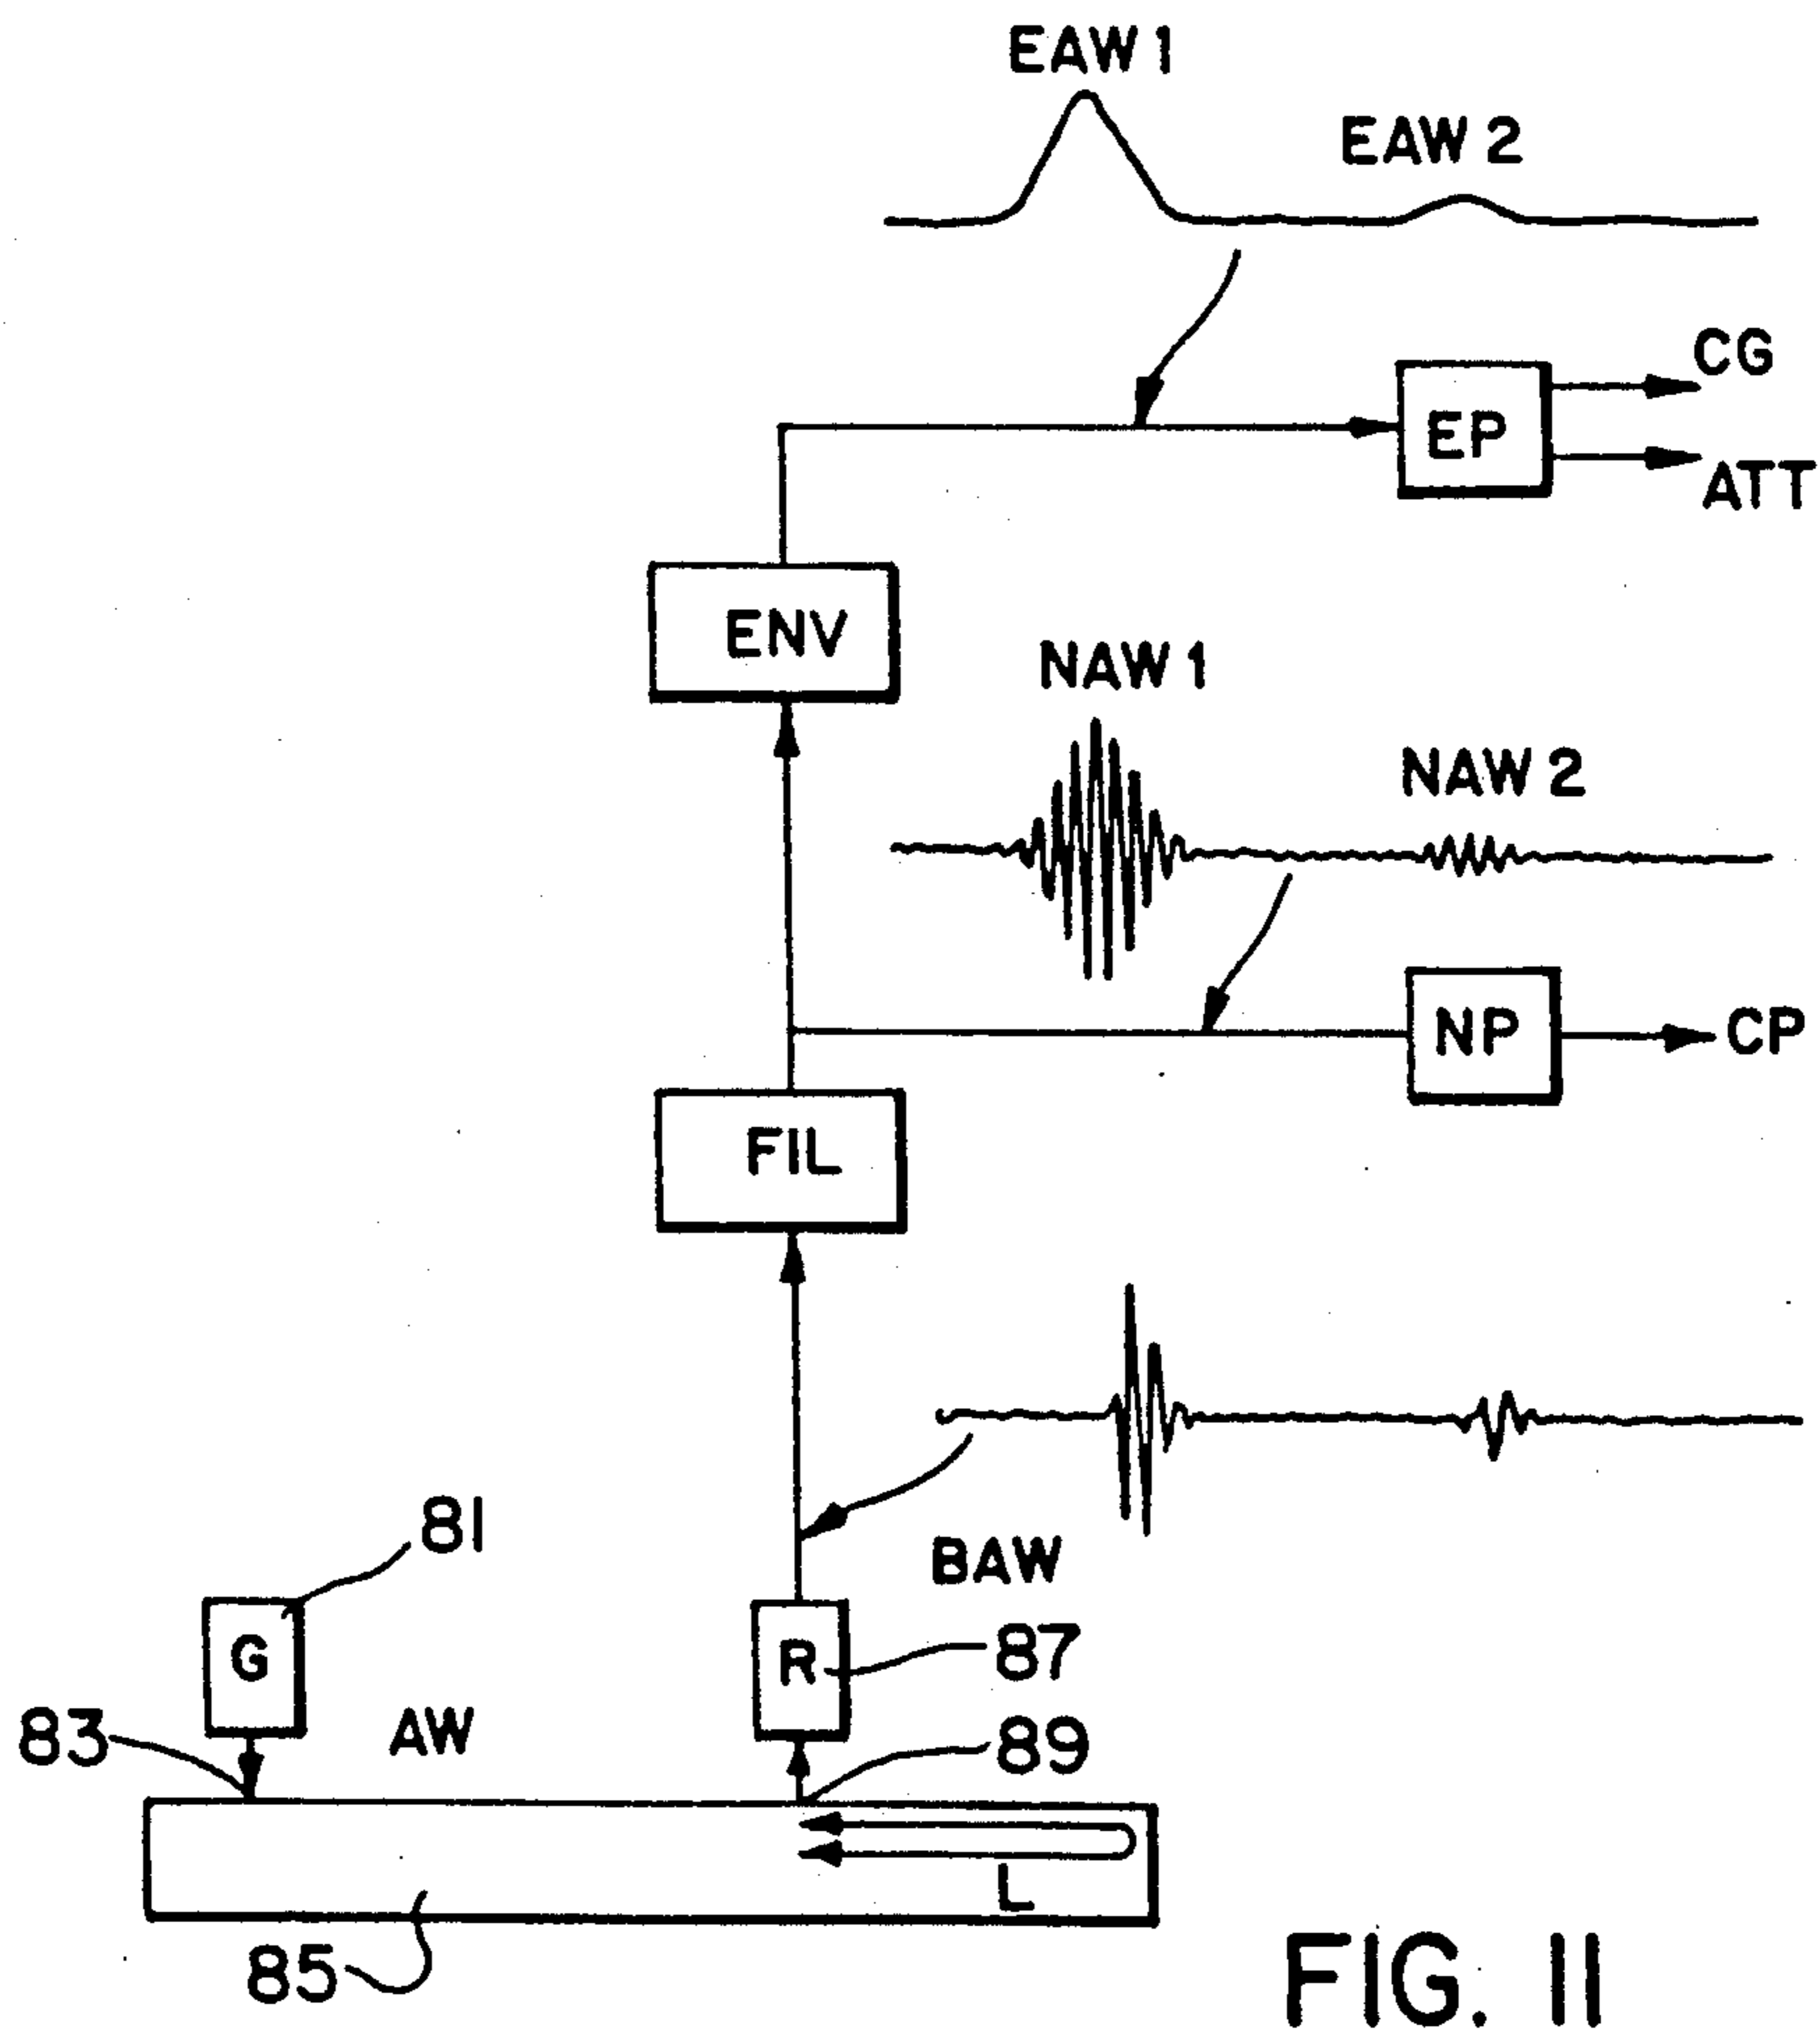 EAW 1
EAW 2
CG
EP
ATT
ENV
NAW 1
NAW 2
NP
CP
FIL
81
BAW
G
R
87
83
AW
89
L
85
FIG. 11